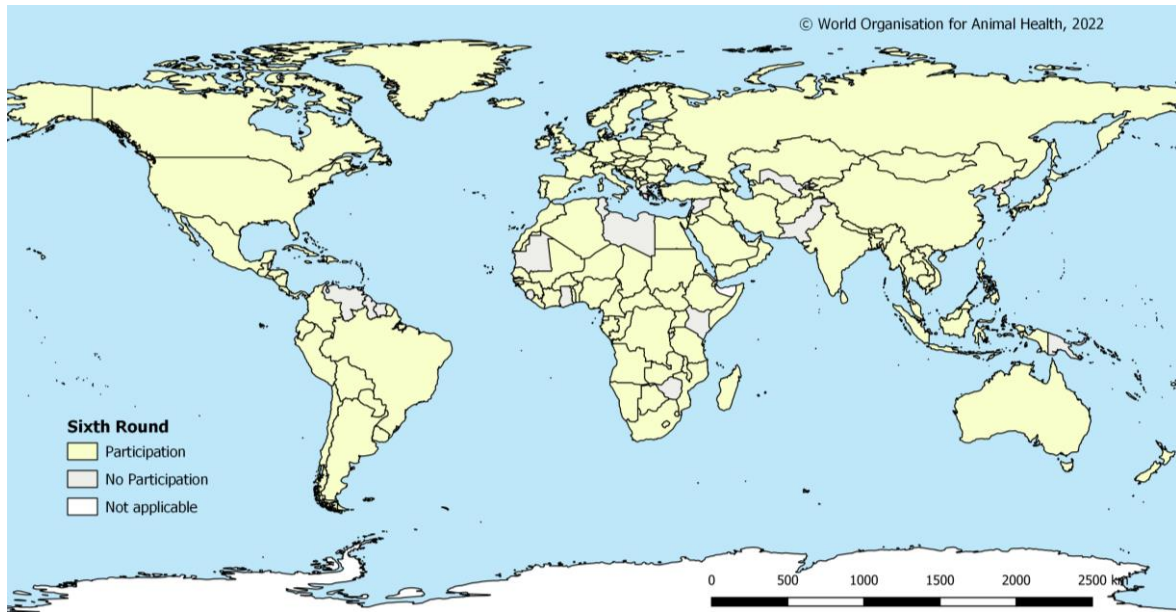 © World Organisation for Animal Health, 2022
Sixth Round
Participation
No Participation
Not applicable
0 500 1000 1500 2000 2500 km